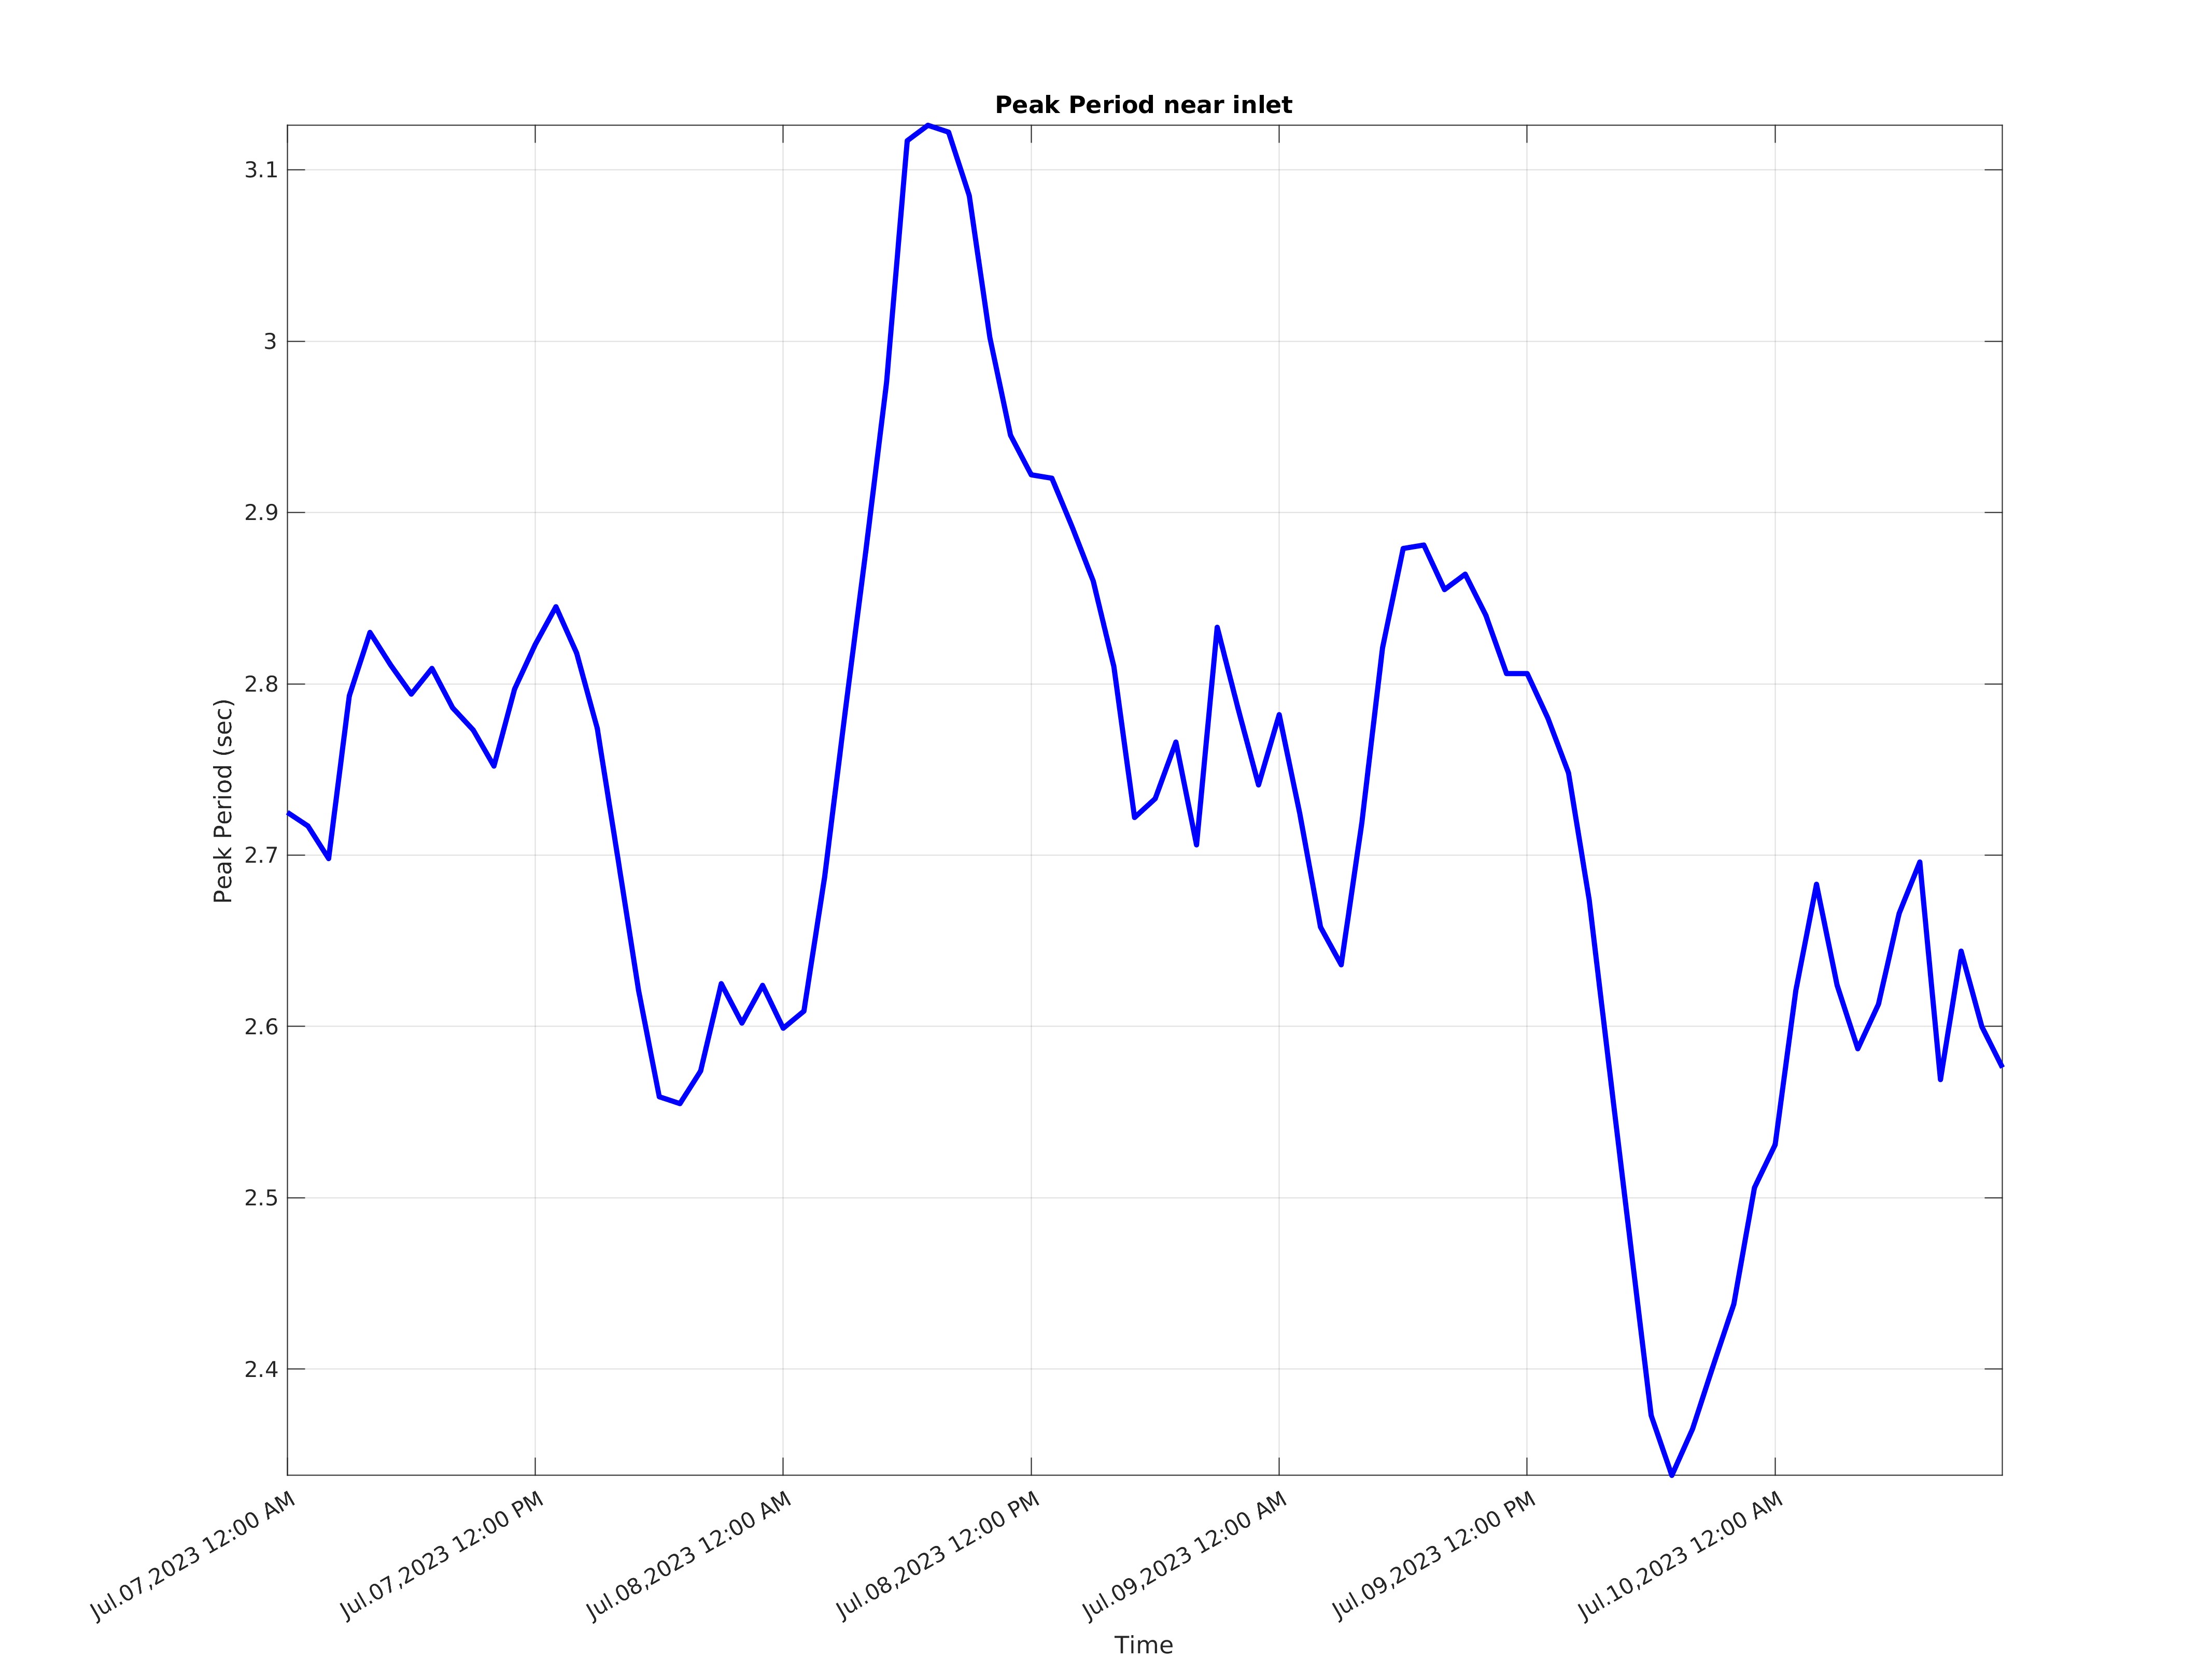 Peak Period near inlet
3.1
3
2.9
2.8
2.7
2.6
2.5
2.4
Peak Period (sec)
Jul.07,2023 12:00 AM
Jul.07,2023 12:00 PM
Jul.08,2023 12:00 AM
Jul.08,2023 12:00 PM
Jul.09,2023 12:00 AM
Jul.09,2023 12:00 PM
Jul.10,2023 12:00 AM
Time